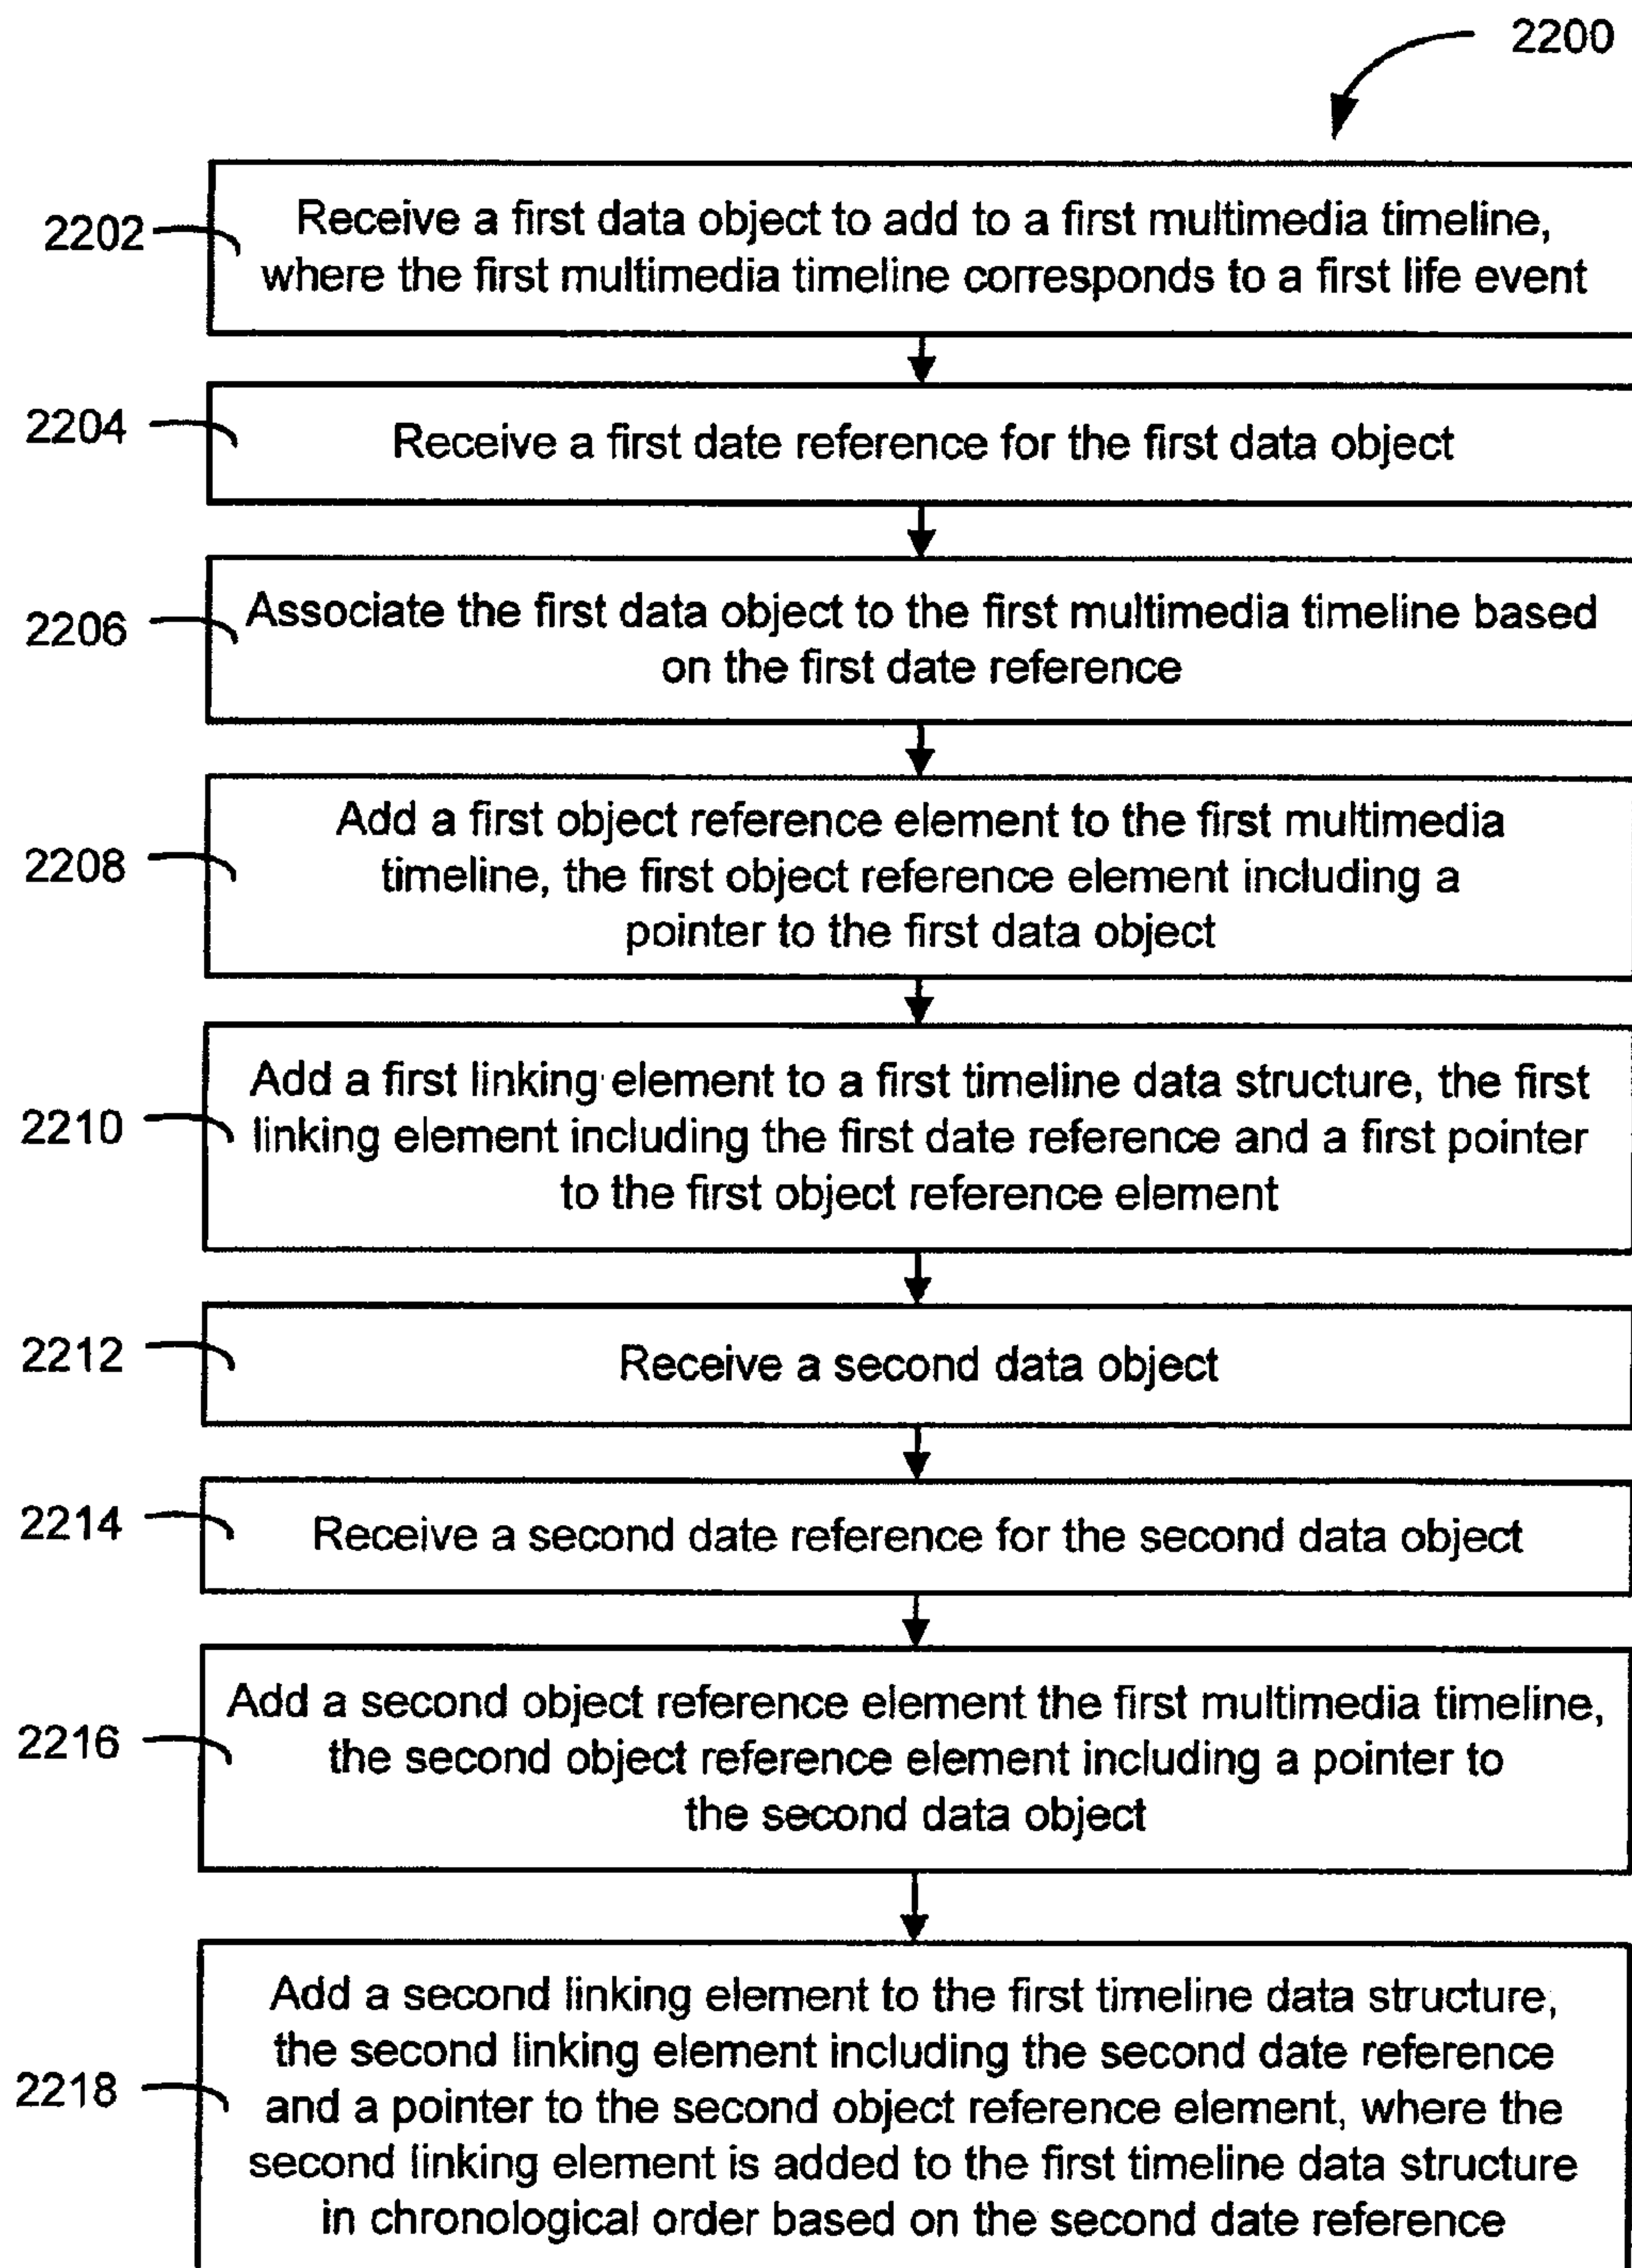 2200
2202
Receive a first data object to add to a first multimedia timeline,
where the first multimedia timeline corresponds to a first life event
2204
Receive a first date reference for the first data object
2206
Associate the first data object to the first multimedia timeline based
on the first date reference
2208
Add a first object reference element to the first multimedia
timeline, the first object reference element including a
pointer to the first data object
2210
Add a first linking element to a first timeline data structure, the first
linking element including the first date reference and a first pointer
to the first object reference element
2212
Receive a second data object
2214
Receive a second date reference for the second data object
2216
Add a second object reference element the first multimedia timeline,
the second object reference element including a pointer to
the second data object
2218
Add a second linking element to the first timeline data structure,
the second linking element including the second date reference
and a pointer to the second object reference element, where the
second linking element is added to the first timeline data structure
in chronological order based on the second date reference